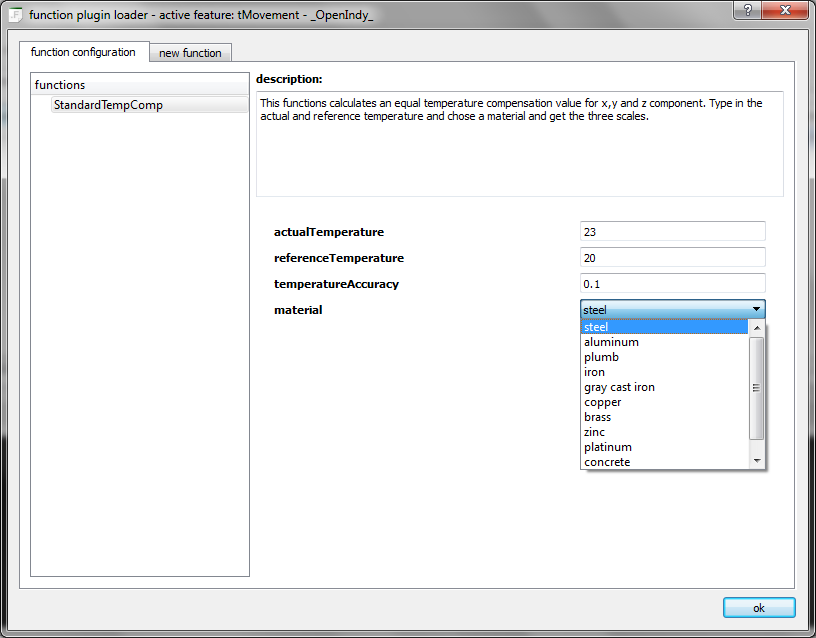 function plugin loader - active feature: tMovement - _OpenIndy_
function configuration
new function
functions
StandardTempComp
description:
This functions calculates an equal temperature compensation value for x,y and z component. Type in the
actual and reference temperature and chose a material and get the three scales.
actualTemperature 23
referenceTemperature 20
temperatureAccuracy 0.1
material steel
steel
aluminum
plumb
iron
gray cast iron
copper
brass
zinc
platinum
concrete
ok